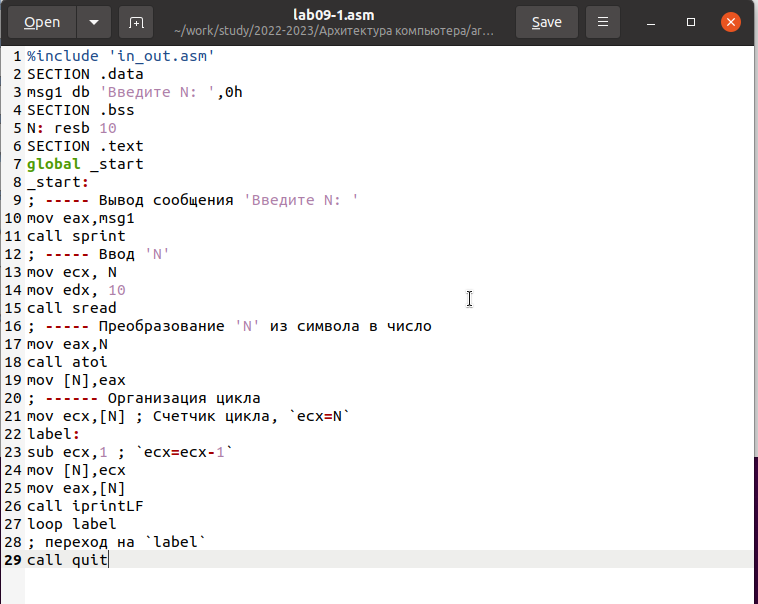 Open
lab09-1.asm
~/work/study/2022-2023/Архитектура компьютера/аг...
Save
1 %include 'in_out.asm'
2 SECTION .data
3 msg1 db 'Введите N: ',0h
4 SECTION .bss
5 N: resb 10
6 SECTION .text
7 global _start
8 _start:
9 ; ----- Вывод сообщения 'Введите N: '
10 mov eax,msg1
11 call sprint
12 ; ----- Ввод 'N'
13 mov ecx, N
14 mov edx, 10
15 call sread
16 ; ----- Преобразование 'N' из символа в число
17 mov eax,N
18 call atoi
19 mov [N],eax
20 ; ------ Организация цикла
21 mov ecx,[N] ; Счетчик цикла, `ecx=N`
22 label:
23 sub ecx,1 ; `ecx=ecx-1`
24 mov [N],ecx
25 mov eax,[N]
26 call iprintLF
27 loop label
28 ; переход на `label`
29 call quit